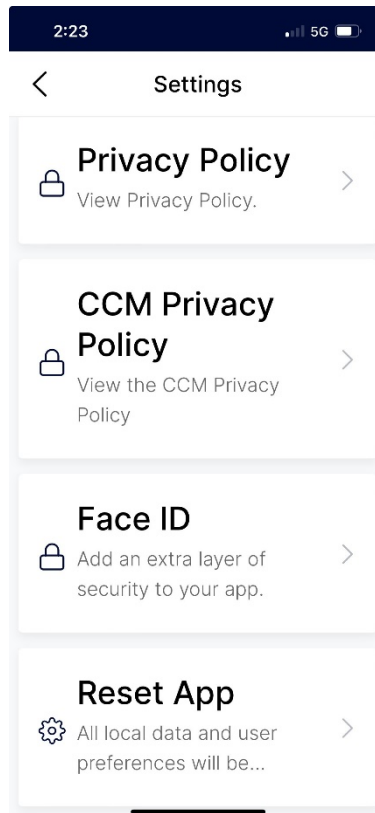 2:23 5G
Settings
Privacy Policy
View Privacy Policy.
CCM Privacy
Policy
View the CCM Privacy
Policy
Face ID
Add an extra layer of
security to your app.
Reset App
All local data and user
preferences will be...